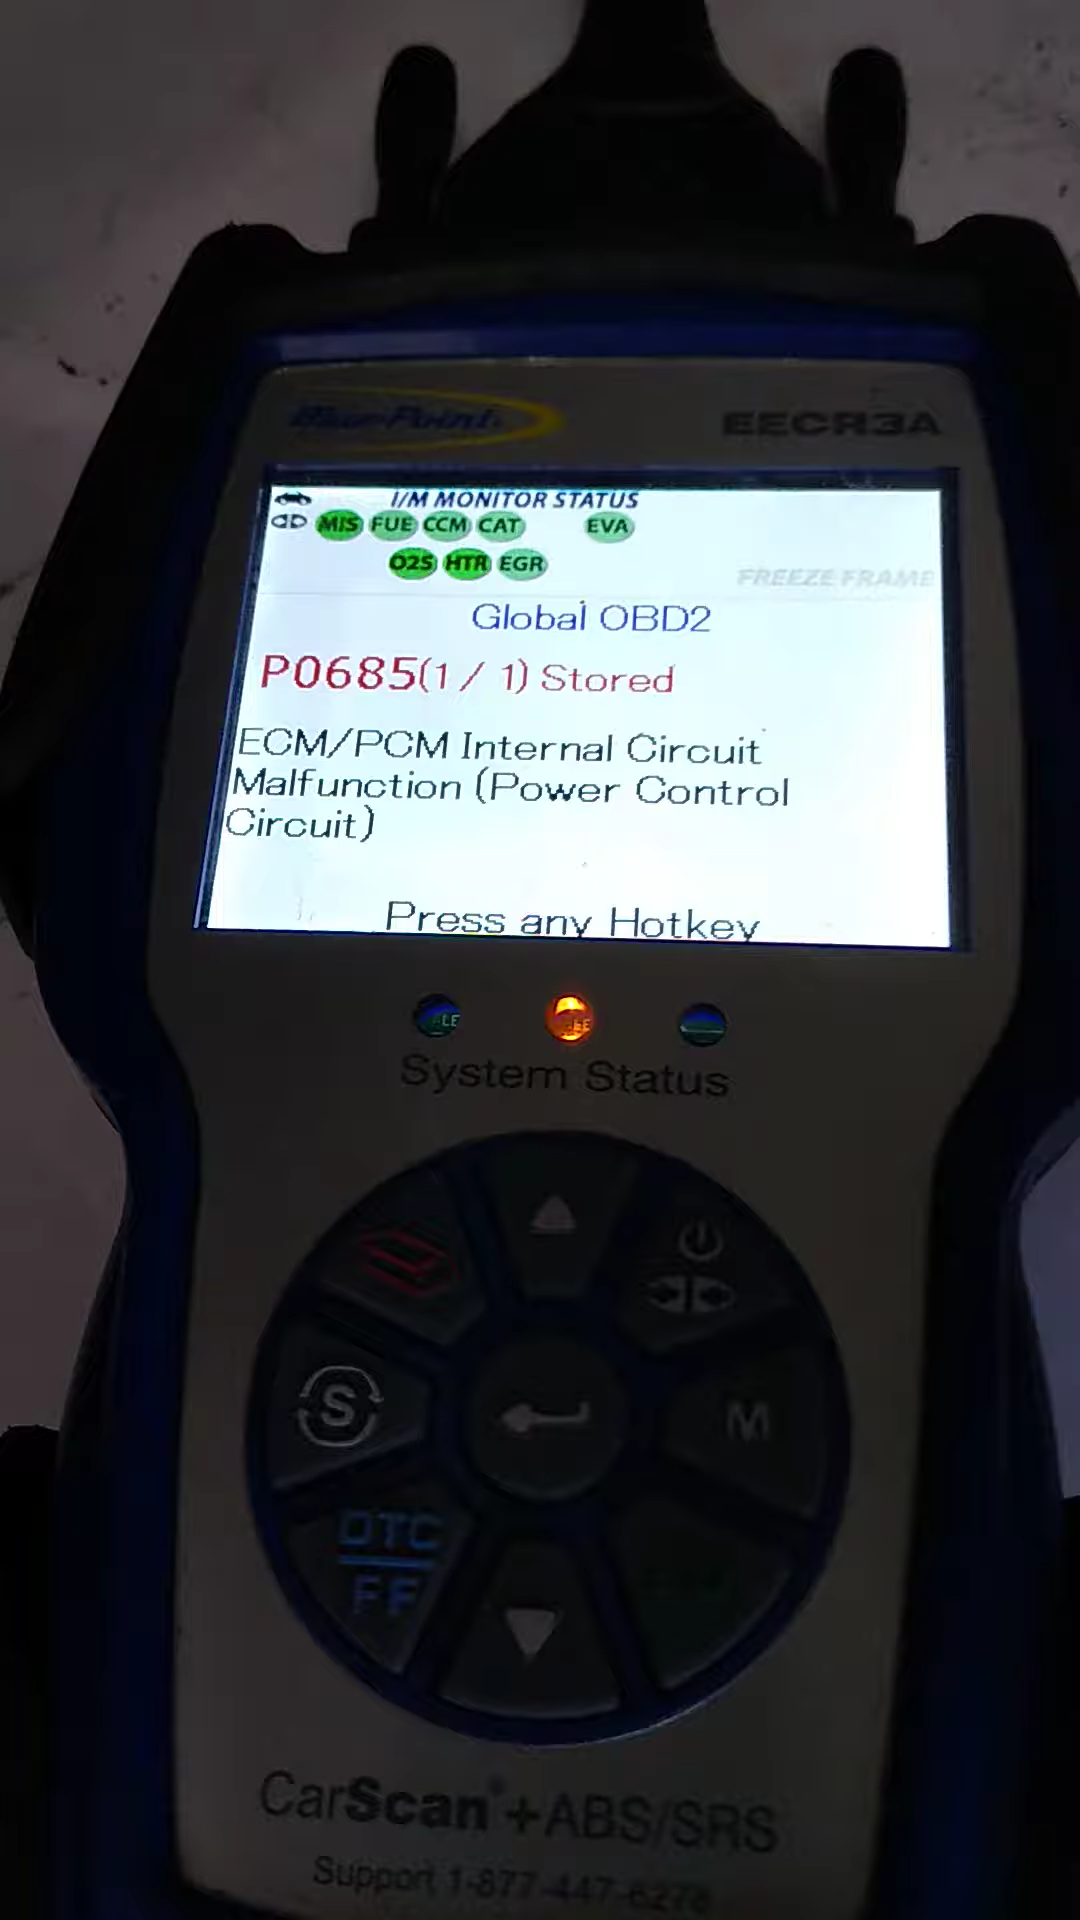 Blue-Point
EECR3A
I/M MONITOR STATUS
MIS FUE CCM CAT EVA
O2S HTR EGR
FREEZE FRAME
Global OBD2
P0685(1 / 1) Stored
ECM/PCM Internal Circuit
Malfunction (Power Control
Circuit)
Press any Hotkey
System Status
S
M
DTC
FF
CarScan®+ABS/SRS
Support 1-877-447-6278